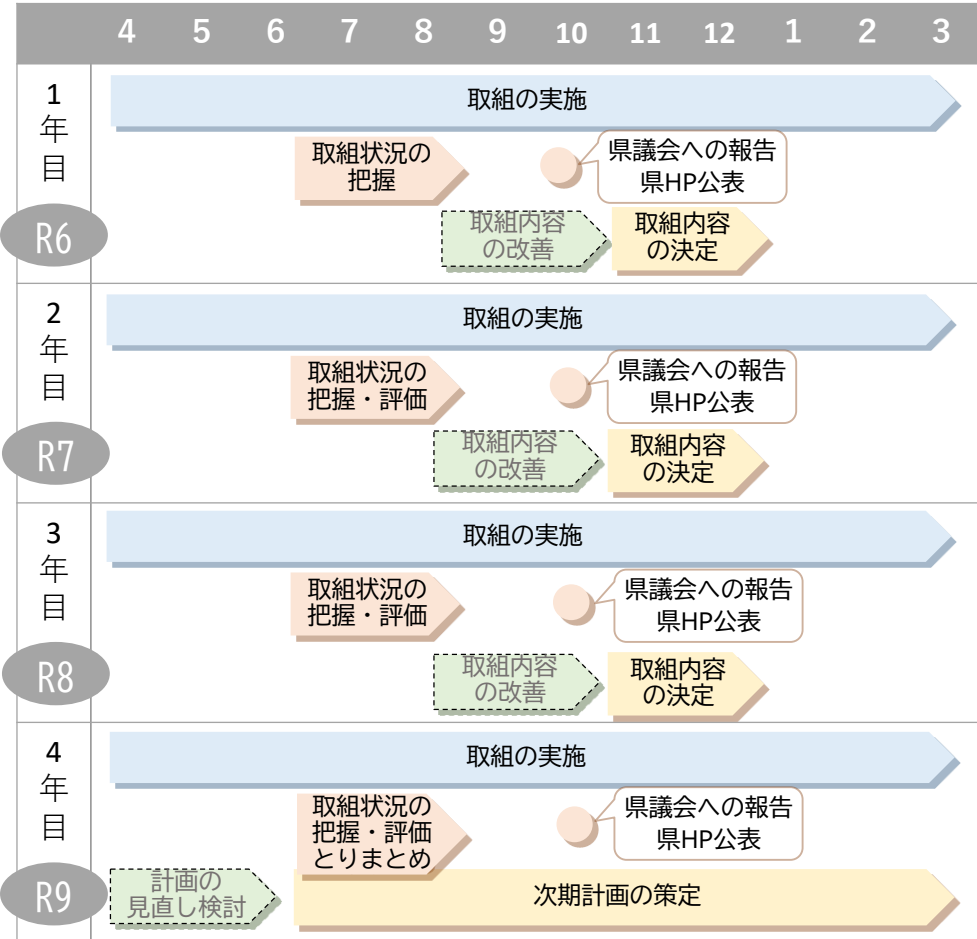 4 5 6 7 8 9 10 11 12 1 2 3
1
年
目
R6
取組の実施
取組状況の
把握
県議会への報告
県HP公表
取組内容
の改善
取組内容
の決定
2
年
目
R7
取組の実施
取組状況の
把握・評価
県議会への報告
県HP公表
取組内容
の改善
取組内容
の決定
3
年
目
R8
取組の実施
取組状況の
把握・評価
県議会への報告
県HP公表
取組内容
の改善
取組内容
の決定
4
年
目
R9
取組の実施
取組状況の
把握・評価
とりまとめ
県議会への報告
県HP公表
計画の
見直し検討
次期計画の策定